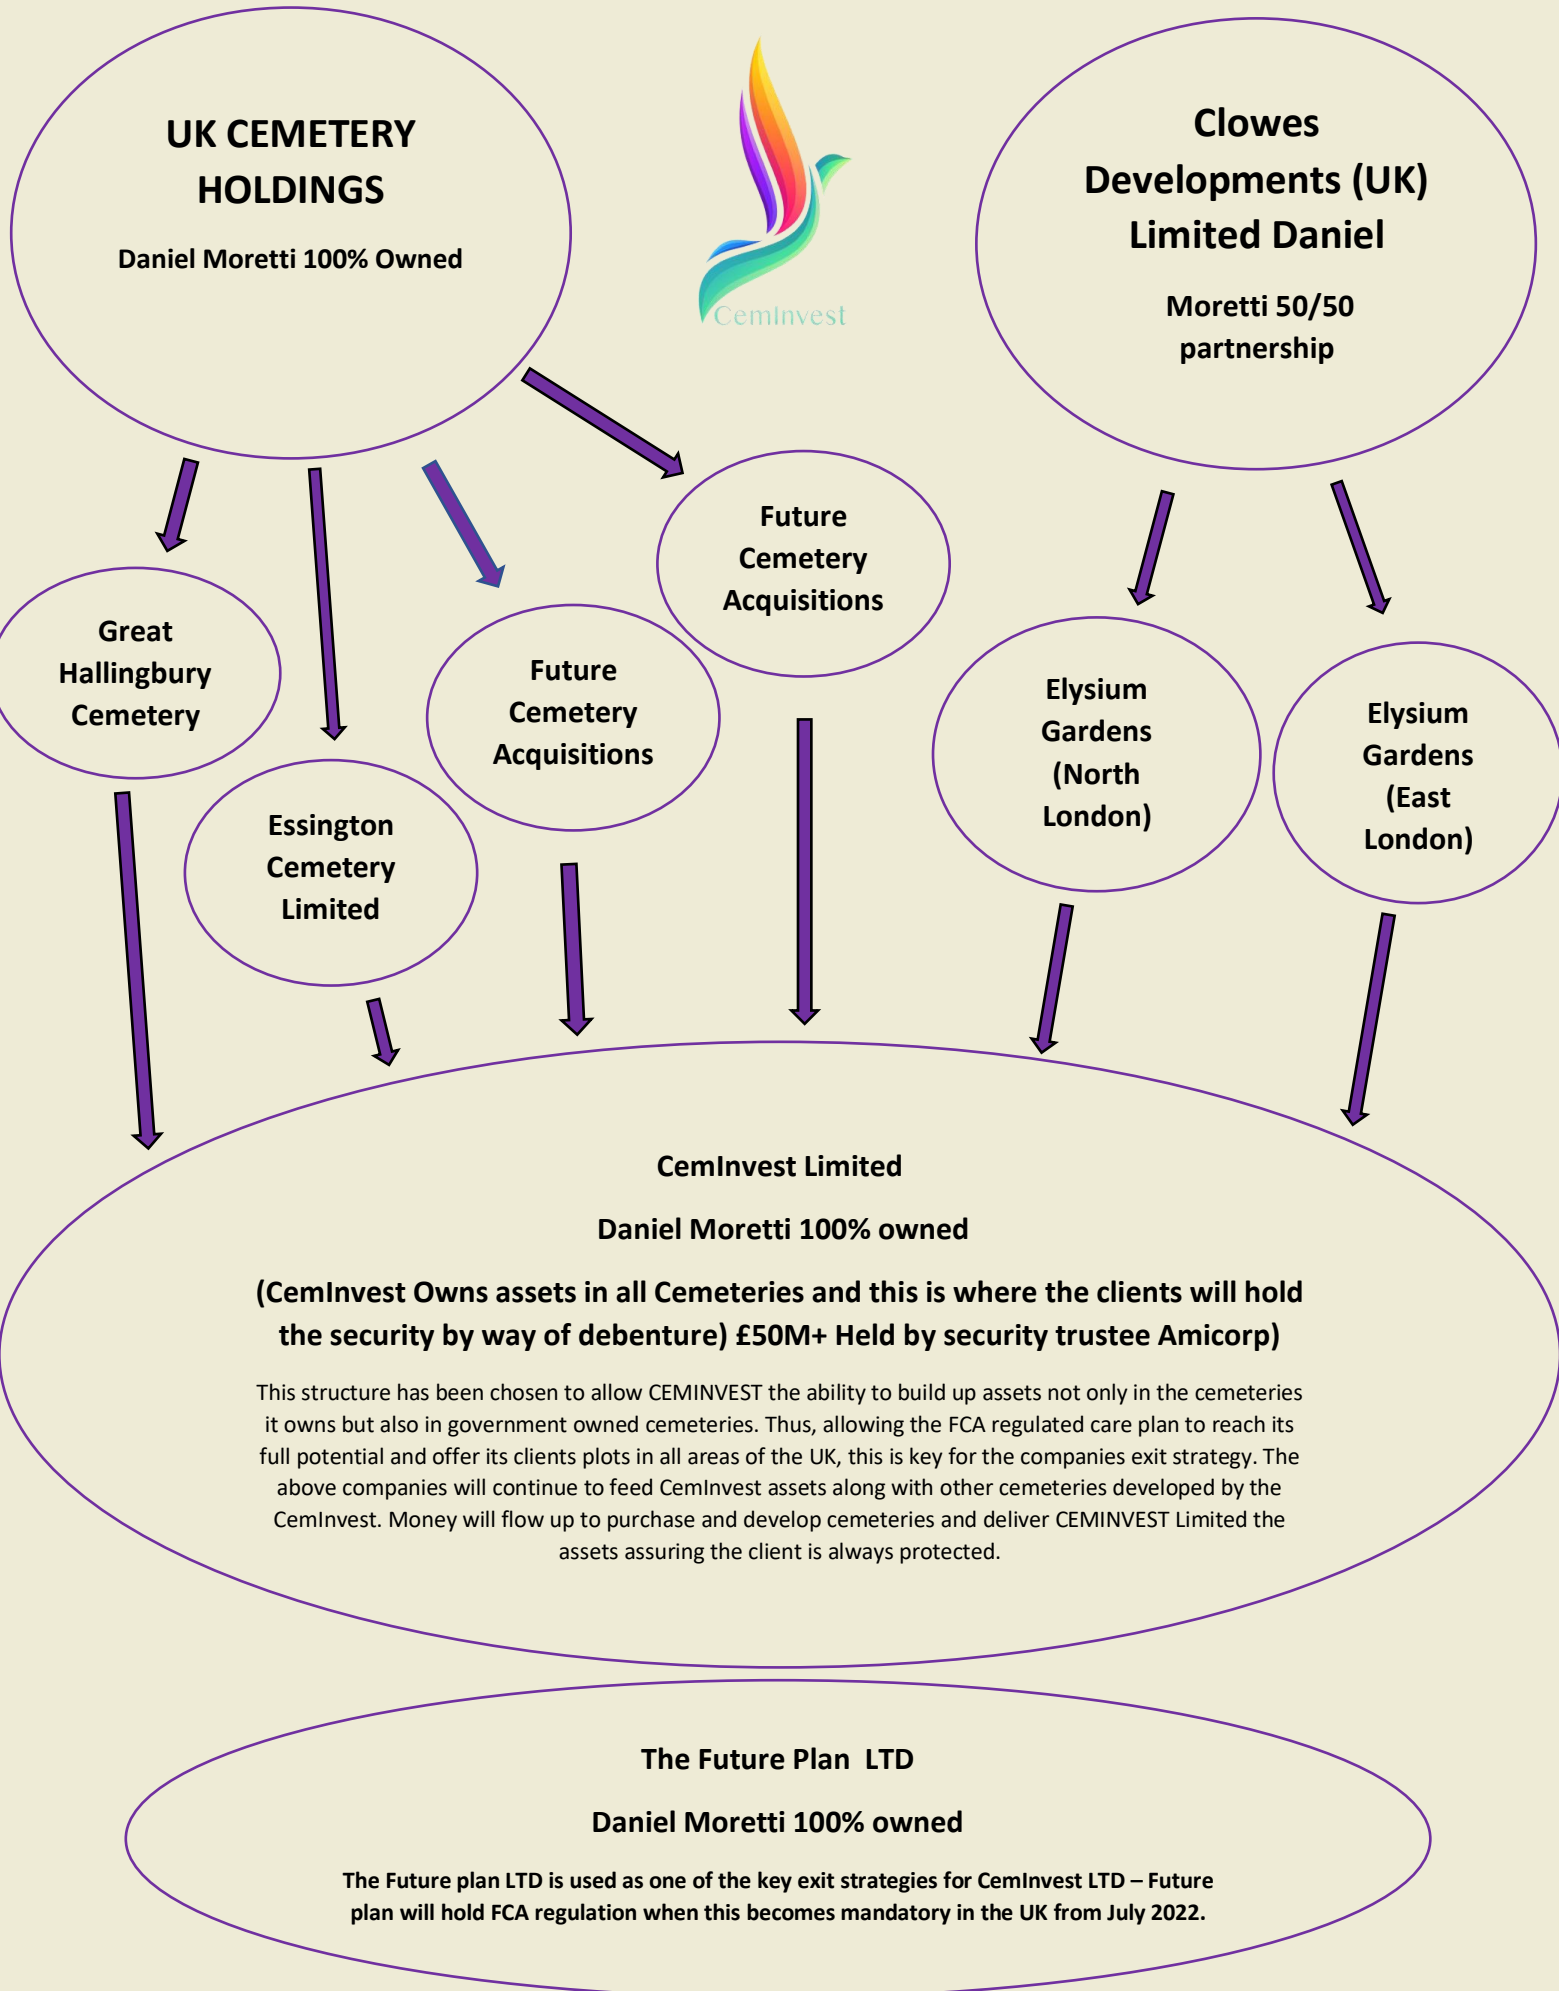 UK CEMETERY
HOLDINGS
Daniel Moretti 100% Owned
CemInvest
Clowes
Developments (UK)
Limited Daniel
Moretti 50/50
partnership
Future
Cemetery
Acquisitions
Great
Hallingbury
Cemetery
Future
Cemetery
Acquisitions
Elysium
Gardens
(North
London)
Elysium
Gardens
(East
London)
Essington
Cemetery
Limited
CemInvest Limited
Daniel Moretti 100% owned
(CemInvest Owns assets in all Cemeteries and this is where the clients will hold
the security by way of debenture) £50M+ Held by security trustee Amicorp)
This structure has been chosen to allow CEMINVEST the ability to build up assets not only in the cemeteries
it owns but also in government owned cemeteries. Thus, allowing the FCA regulated care plan to reach its
full potential and offer its clients plots in all areas of the UK, this is key for the companies exit strategy. The
above companies will continue to feed CemInvest assets along with other cemeteries developed by the
CemInvest. Money will flow up to purchase and develop cemeteries and deliver CEMINVEST Limited the
assets assuring the client is always protected.
The Future Plan  LTD
Daniel Moretti 100% owned
The Future plan LTD is used as one of the key exit strategies for CemInvest LTD – Future
plan will hold FCA regulation when this becomes mandatory in the UK from July 2022.